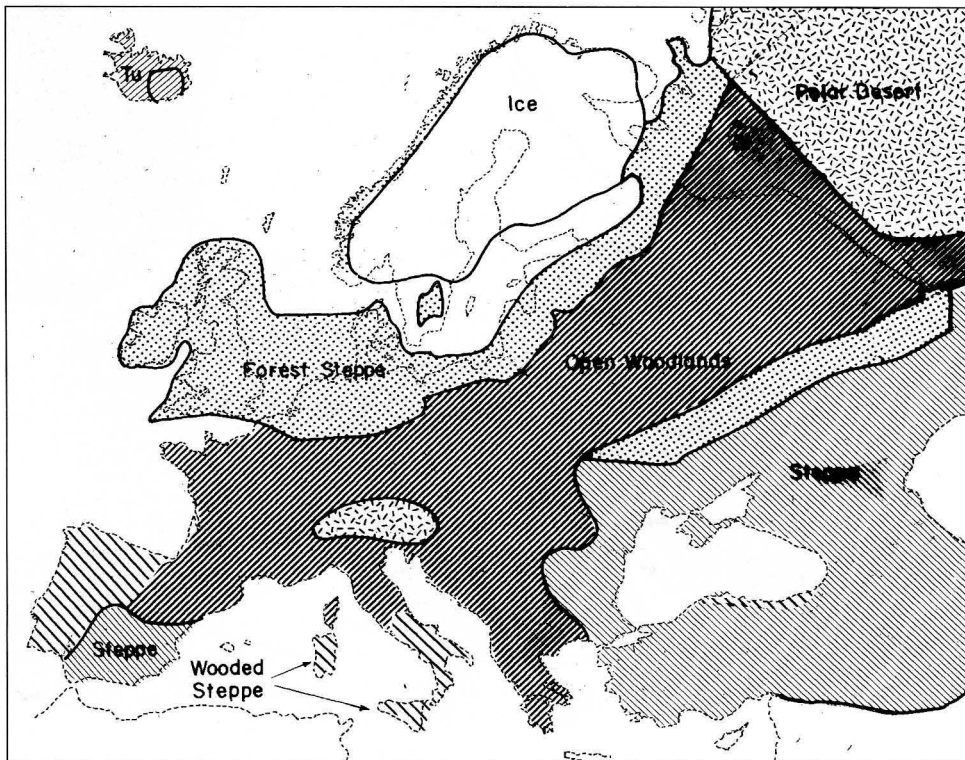 Tu
Ice
Polar Desert
Forest Steppe
Open Woodlands
Steppe
Steppe
Wooded
Steppe